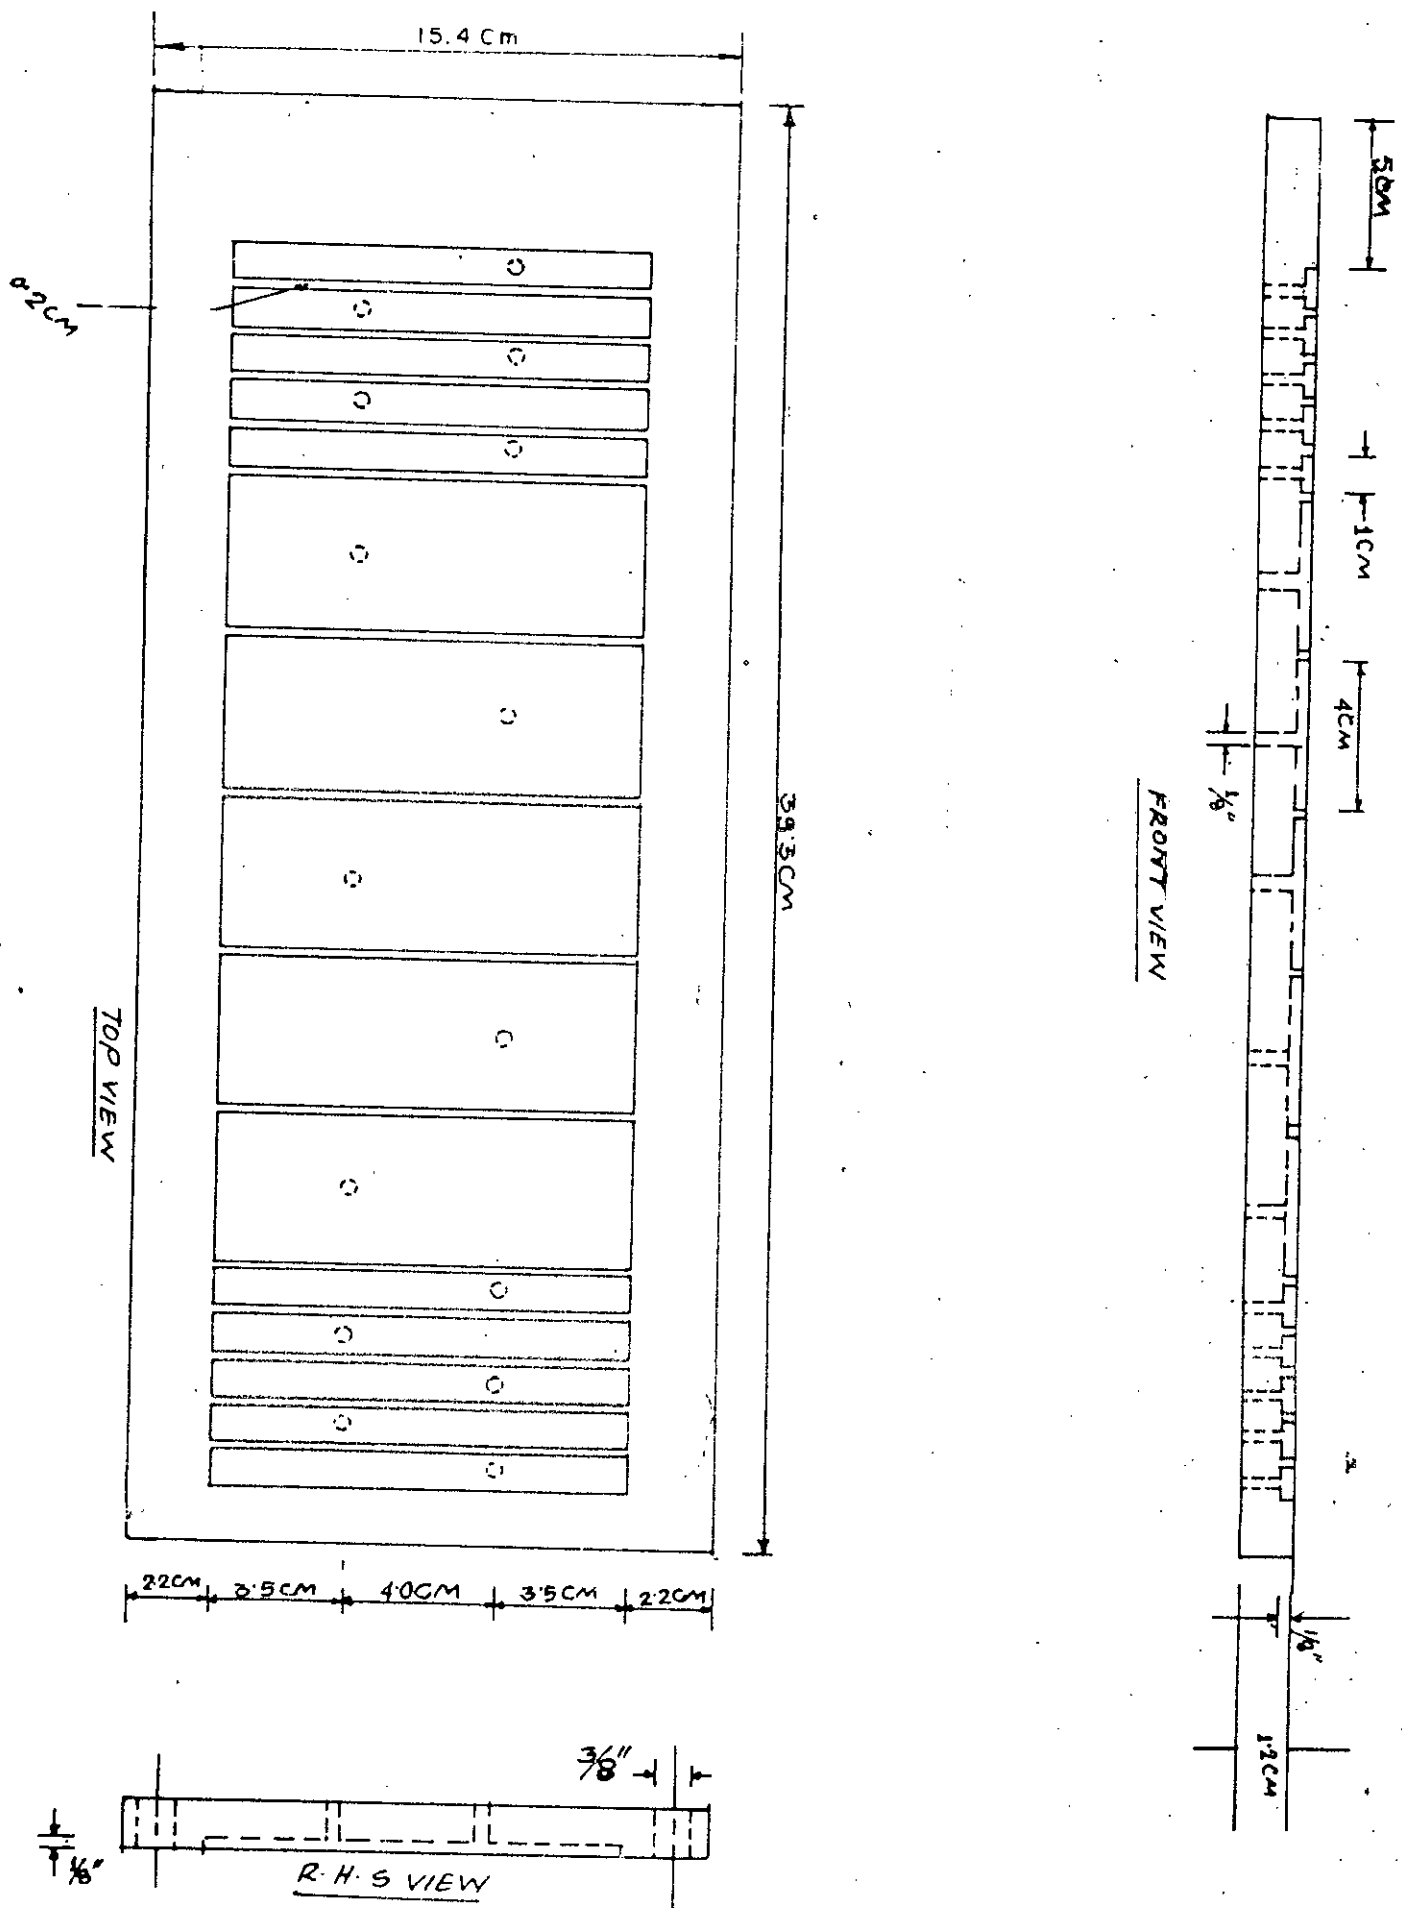 15.4 Cm
5CM
0.2CM
1CM
4CM
1/8"
FRONT VIEW
39.3CM
TOP VIEW
2.2CM 3.5CM 4.0CM 3.5CM 2.2CM
1/8"
1.2CM
3/8"
1/8"
R.H.S VIEW